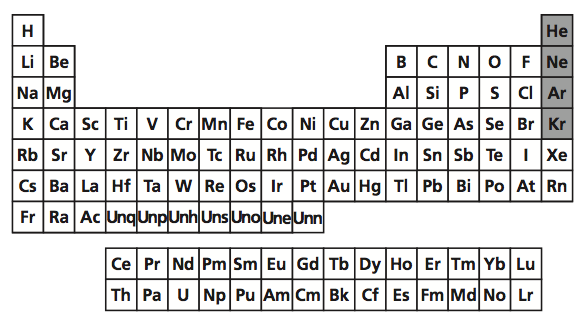 H He
Li Be B C N O F Ne
Na Mg Al Si P S Cl Ar
K Ca Sc Ti V Cr Mn Fe Co Ni Cu Zn Ga Ge As Se Br Kr
Rb Sr Y Zr Nb Mo Tc Ru Rh Pd Ag Cd In Sn Sb Te I Xe
Cs Ba La Hf Ta W Re Os Ir Pt Au Hg Tl Pb Bi Po At Rn
Fr Ra Ac Unq Unp Unh Uns Uno Une Unn
Ce Pr Nd Pm Sm Eu Gd Tb Dy Ho Er Tm Yb Lu
Th Pa U Np Pu Am Cm Bk Cf Es Fm Md No Lr